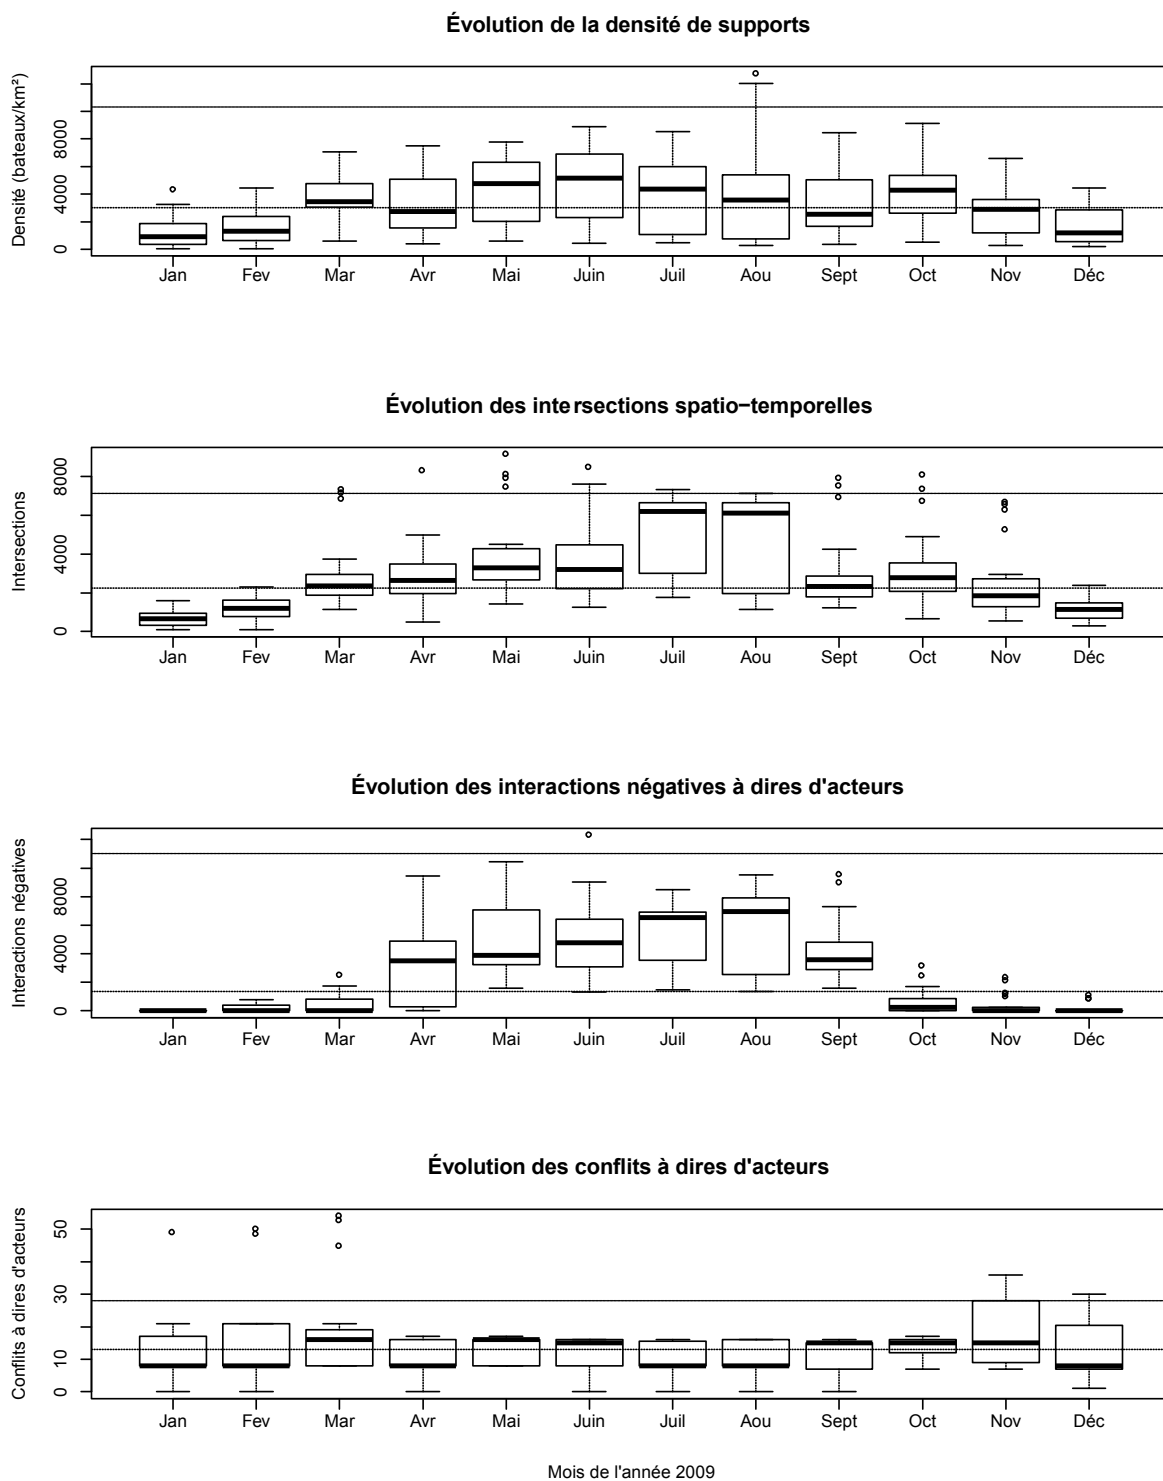 Évolution de la densité de supports
Densité (bateaux/km²)
8000
4000
0
Jan Fev Mar Avr Mai Juin Juil Aou Sept Oct Nov Déc
Évolution des intersections spatio−temporelles
Intersections
8000
4000
0
Jan Fev Mar Avr Mai Juin Juil Aou Sept Oct Nov Déc
Évolution des interactions négatives à dires d'acteurs
Interactions négatives
8000
4000
0
Jan Fev Mar Avr Mai Juin Juil Aou Sept Oct Nov Déc
Évolution des conflits à dires d'acteurs
Conflits à dires d'acteurs
50
30
10
0
Jan Fev Mar Avr Mai Juin Juil Aou Sept Oct Nov Déc
Mois de l'année 2009